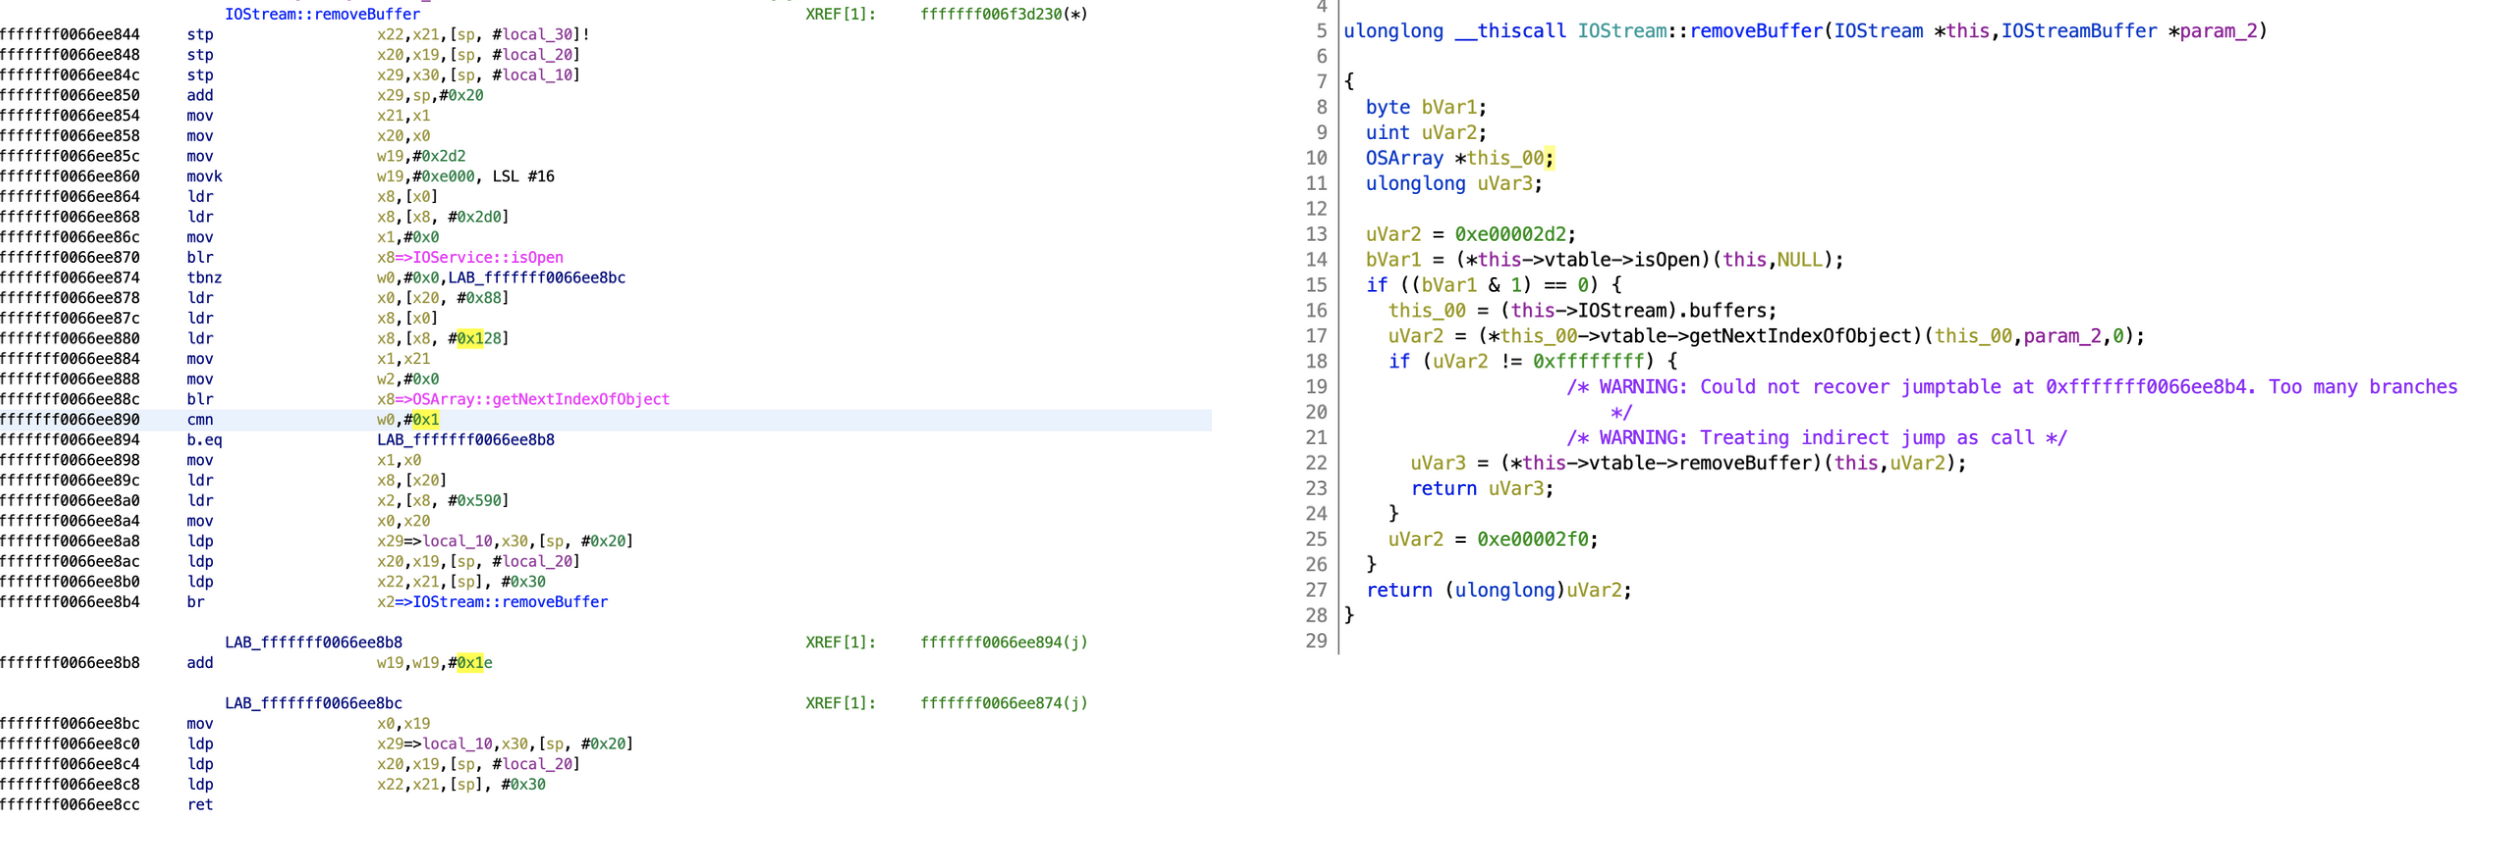 IOStream::removeBuffer XREF[1]: fffffff006f3d230(*)
fffffff0066ee844 stp x22,x21,[sp, #local_30]!
fffffff0066ee848 stp x20,x19,[sp, #local_20]
fffffff0066ee84c stp x29,x30,[sp, #local_10]
fffffff0066ee850 add x29,sp,#0x20
fffffff0066ee854 mov x21,x1
fffffff0066ee858 mov x20,x0
fffffff0066ee85c mov w19,#0x2d2
fffffff0066ee860 movk w19,#0xe000, LSL #16
fffffff0066ee864 ldr x8,[x0]
fffffff0066ee868 ldr x8,[x8, #0x2d0]
fffffff0066ee86c mov x1,#0x0
fffffff0066ee870 blr x8=>IOService::isOpen
fffffff0066ee874 tbnz w0,#0x0,LAB_fffffff0066ee8bc
fffffff0066ee878 ldr x0,[x20, #0x88]
fffffff0066ee87c ldr x8,[x0]
fffffff0066ee880 ldr x8,[x8, #0x128]
fffffff0066ee884 mov x1,x21
fffffff0066ee888 mov w2,#0x0
fffffff0066ee88c blr x8=>OSArray::getNextIndexOfObject
fffffff0066ee890 cmn w0,#0x1
fffffff0066ee894 b.eq LAB_fffffff0066ee8b8
fffffff0066ee898 mov x1,x0
fffffff0066ee89c ldr x8,[x20]
fffffff0066ee8a0 ldr x2,[x8, #0x590]
fffffff0066ee8a4 mov x0,x20
fffffff0066ee8a8 ldp x29=>local_10,x30,[sp, #0x20]
fffffff0066ee8ac ldp x20,x19,[sp, #local_20]
fffffff0066ee8b0 ldp x22,x21,[sp], #0x30
fffffff0066ee8b4 br x2=>IOStream::removeBuffer
LAB_fffffff0066ee8b8 XREF[1]: fffffff0066ee894(j)
fffffff0066ee8b8 add w19,w19,#0x1e
LAB_fffffff0066ee8bc XREF[1]: fffffff0066ee874(j)
fffffff0066ee8bc mov x0,x19
fffffff0066ee8c0 ldp x29=>local_10,x30,[sp, #0x20]
fffffff0066ee8c4 ldp x20,x19,[sp, #local_20]
fffffff0066ee8c8 ldp x22,x21,[sp], #0x30
fffffff0066ee8cc ret
4
5 ulonglong __thiscall IOStream::removeBuffer(IOStream *this,IOStreamBuffer *param_2)
6
7 {
8 byte bVar1;
9 uint uVar2;
10 OSArray *this_00;
11 ulonglong uVar3;
12
13 uVar2 = 0xe00002d2;
14 bVar1 = (*this->vtable->isOpen)(this,NULL);
15 if ((bVar1 & 1) == 0) {
16 this_00 = (this->IOStream).buffers;
17 uVar2 = (*this_00->vtable->getNextIndexOfObject)(this_00,param_2,0);
18 if (uVar2 != 0xffffffff) {
19 /* WARNING: Could not recover jumptable at 0xfffffff0066ee8b4. Too many branches
20 */
21 /* WARNING: Treating indirect jump as call */
22 uVar3 = (*this->vtable->removeBuffer)(this,uVar2);
23 return uVar3;
24 }
25 uVar2 = 0xe00002f0;
26 }
27 return (ulonglong)uVar2;
28 }
29